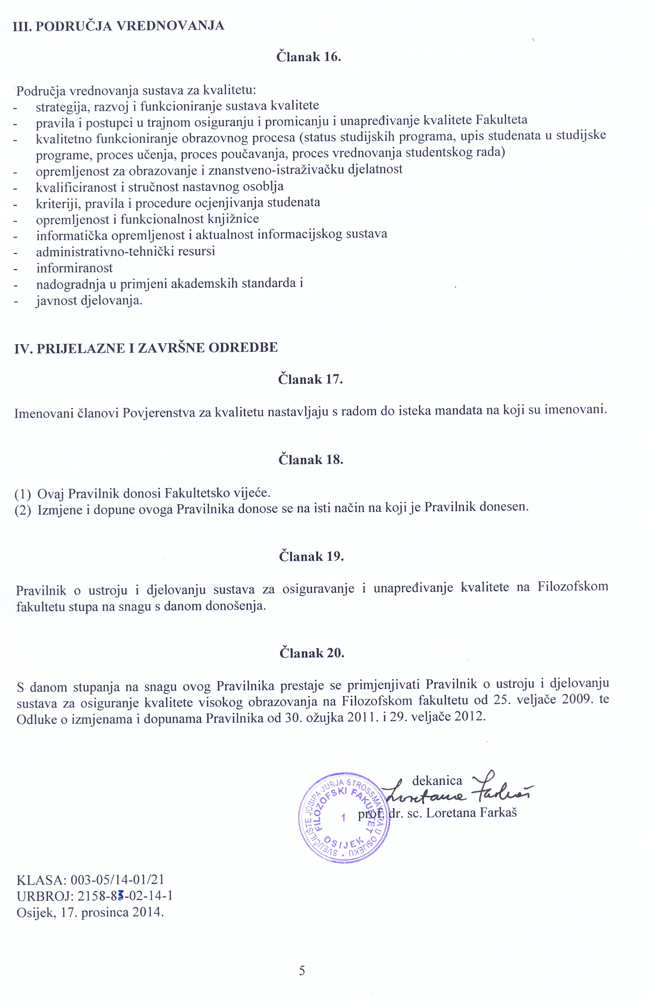 III. PODRUČJA VREDNOVANJA
Članak 16.
Područja vrednovanja sustava za kvalitetu:
- strategija, razvoj i funkcioniranje sustava kvalitete
- pravila i postupci u trajnom osiguranju i promicanju i unapređivanje kvalitete Fakulteta
- kvalitetno funkcioniranje obrazovnog procesa (status studijskih programa, upis studenata u studijske
programe, proces učenja, proces poučavanja, proces vrednovanja studentskog rada)
- opremljenost za obrazovanje i znanstveno-istraživačku djelatnost
- kvalificiranost i stručnost nastavnog osoblja
- kriteriji, pravila i procedure ocjenjivanja studenata
- opremljenost i funkcionalnost knjižnice
- informatička opremljenost i aktualnost informacijskog sustava
- administrativno-tehnički resursi
- informiranost
- nadogradnja u primjeni akademskih standarda i
- javnost djelovanja.
IV. PRIJELAZNE I ZAVRŠNE ODREDBE
Članak 17.
Imenovani članovi Povjerenstva za kvalitetu nastavljaju s radom do isteka mandata na koji su imenovani.
Članak 18.
(1) Ovaj Pravilnik donosi Fakultetsko vijeće.
(2) Izmjene i dopune ovoga Pravilnika donose se na isti način na koji je Pravilnik donesen.
Članak 19.
Pravilnik o ustroju i djelovanju sustava za osiguravanje i unapređivanje kvalitete na Filozofskom
fakultetu stupa na snagu s danom donošenja.
Članak 20.
S danom stupanja na snagu ovog Pravilnika prestaje se primjenjivati Pravilnik o ustroju i djelovanju
sustava za osiguranje kvalitete visokog obrazovanja na Filozofskom fakultetu od 25. veljače 2009. te
Odluke o izmjenama i dopunama Pravilnika od 30. ožujka 2011. i 29. veljače 2012.
dekanica
Loretana Farkaš
prof. dr. sc. Loretana Farkaš
SVEUČILIŠTE JOSIPA JURJA STROSSMAYERA U OSIJEKU
FILOZOFSKI FAKULTET
1
OSIJEK
KLASA: 003-05/14-01/21
URBROJ: 2158-83-02-14-1
Osijek, 17. prosinca 2014.
5